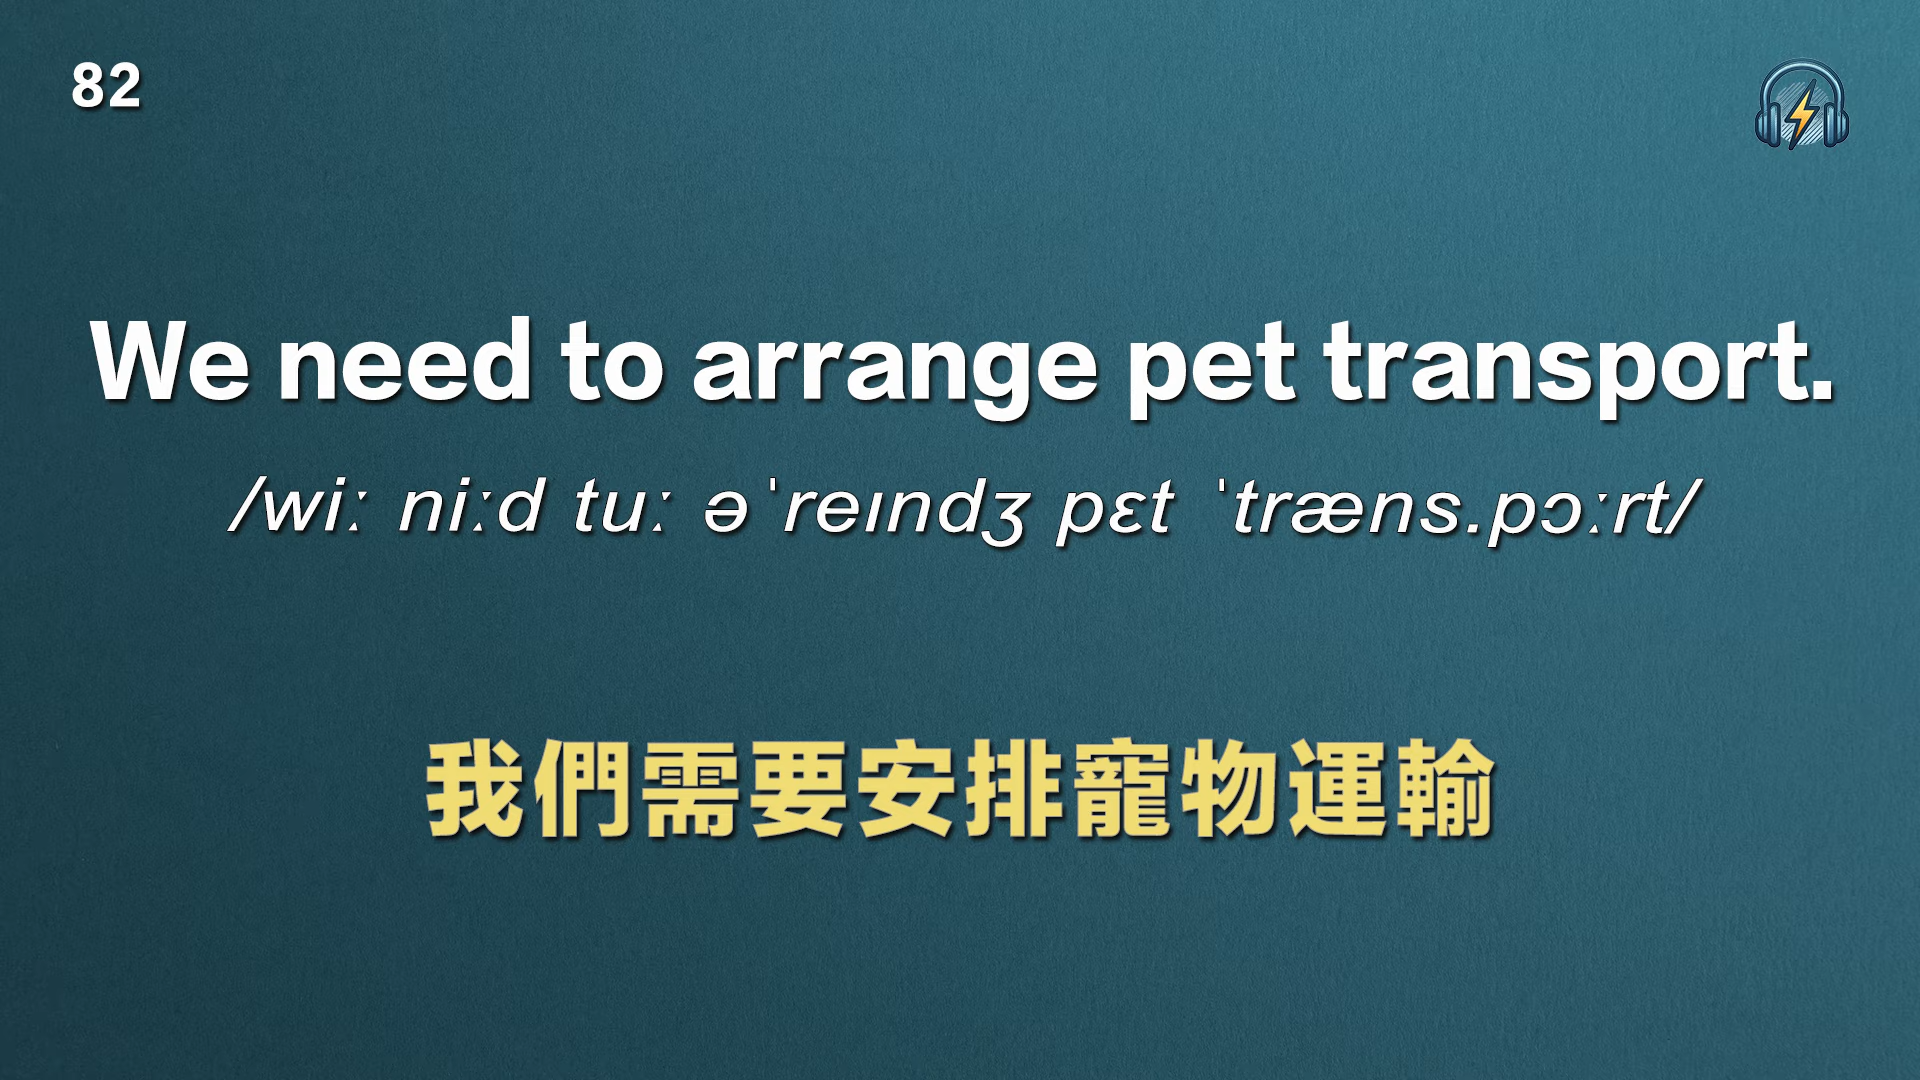 82
We need to arrange pet transport.
/wiː niːd tuː əˈreɪndʒ pɛt ˈtræns.pɔːrt/
我們需要安排寵物運輸